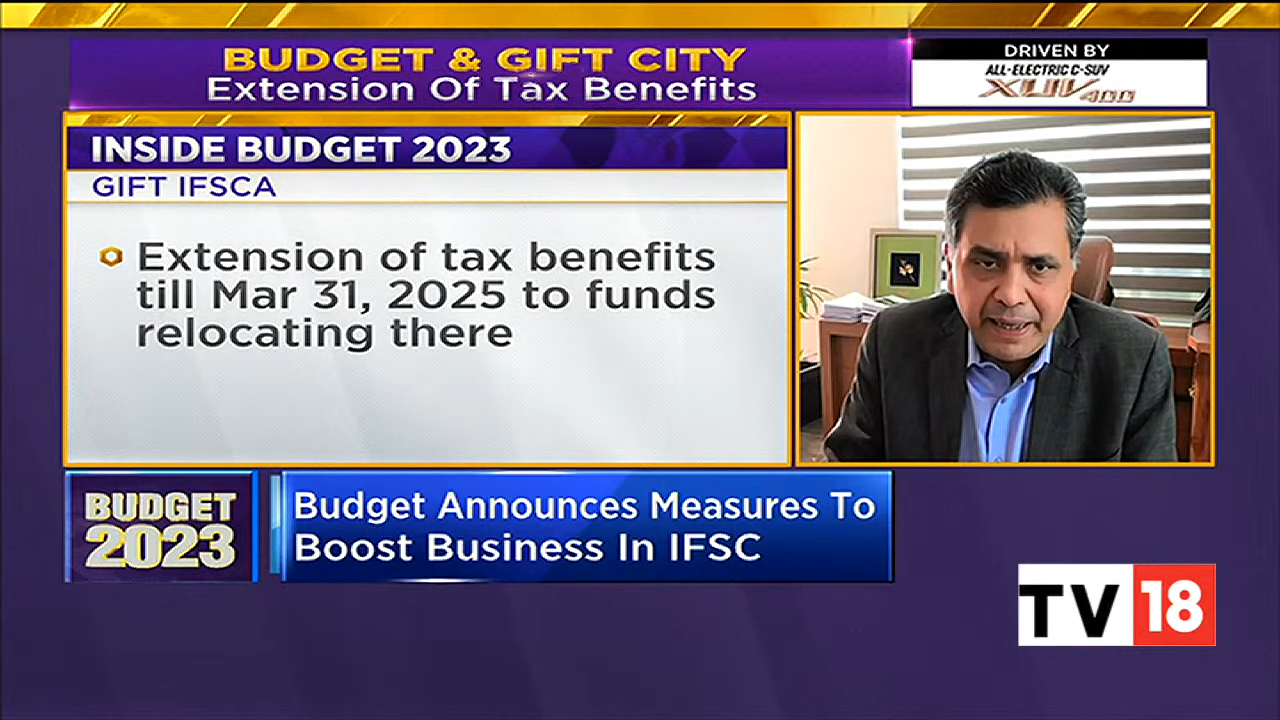 BUDGET & GIFT CITY
Extension Of Tax Benefits
DRIVEN BY
ALL-ELECTRIC C-SUV
XUV400
INSIDE BUDGET 2023
GIFT IFSCA
Extension of tax benefits
till Mar 31, 2025 to funds
relocating there
BUDGET
2023
Budget Announces Measures To
Boost Business In IFSC
TV18